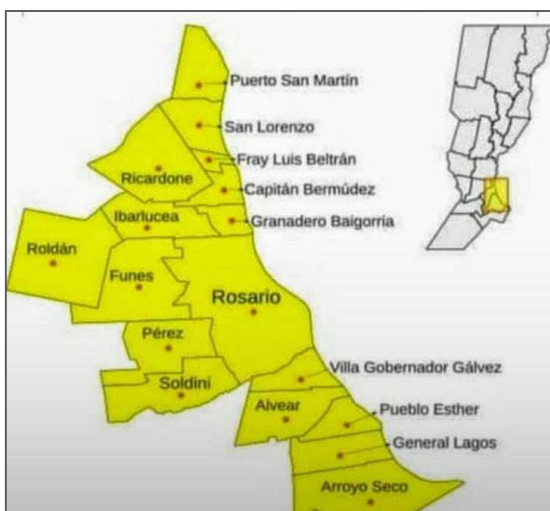 Puerto San Martín
San Lorenzo
Fray Luis Beltrán
Ricardone
Capitán Bermúdez
Ibarlucea
Granadero Baigorria
Roldán
Funes
Rosario
Pérez
Villa Gobernador Gálvez
Soldini
Alvear
Pueblo Esther
General Lagos
Arroyo Seco